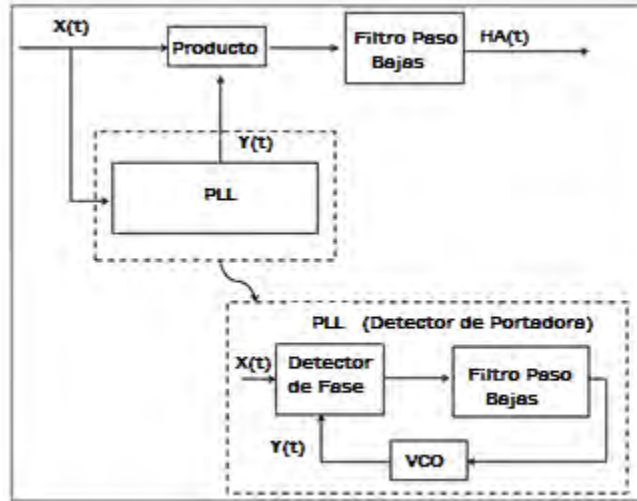 X(t)
Producto
Filtro Paso
Bajas
HA(t)
Y(t)
PLL
PLL (Detector de Portadora)
X(t)
Detector
de Fase
Filtro Paso
Bajas
Y(t)
VCO